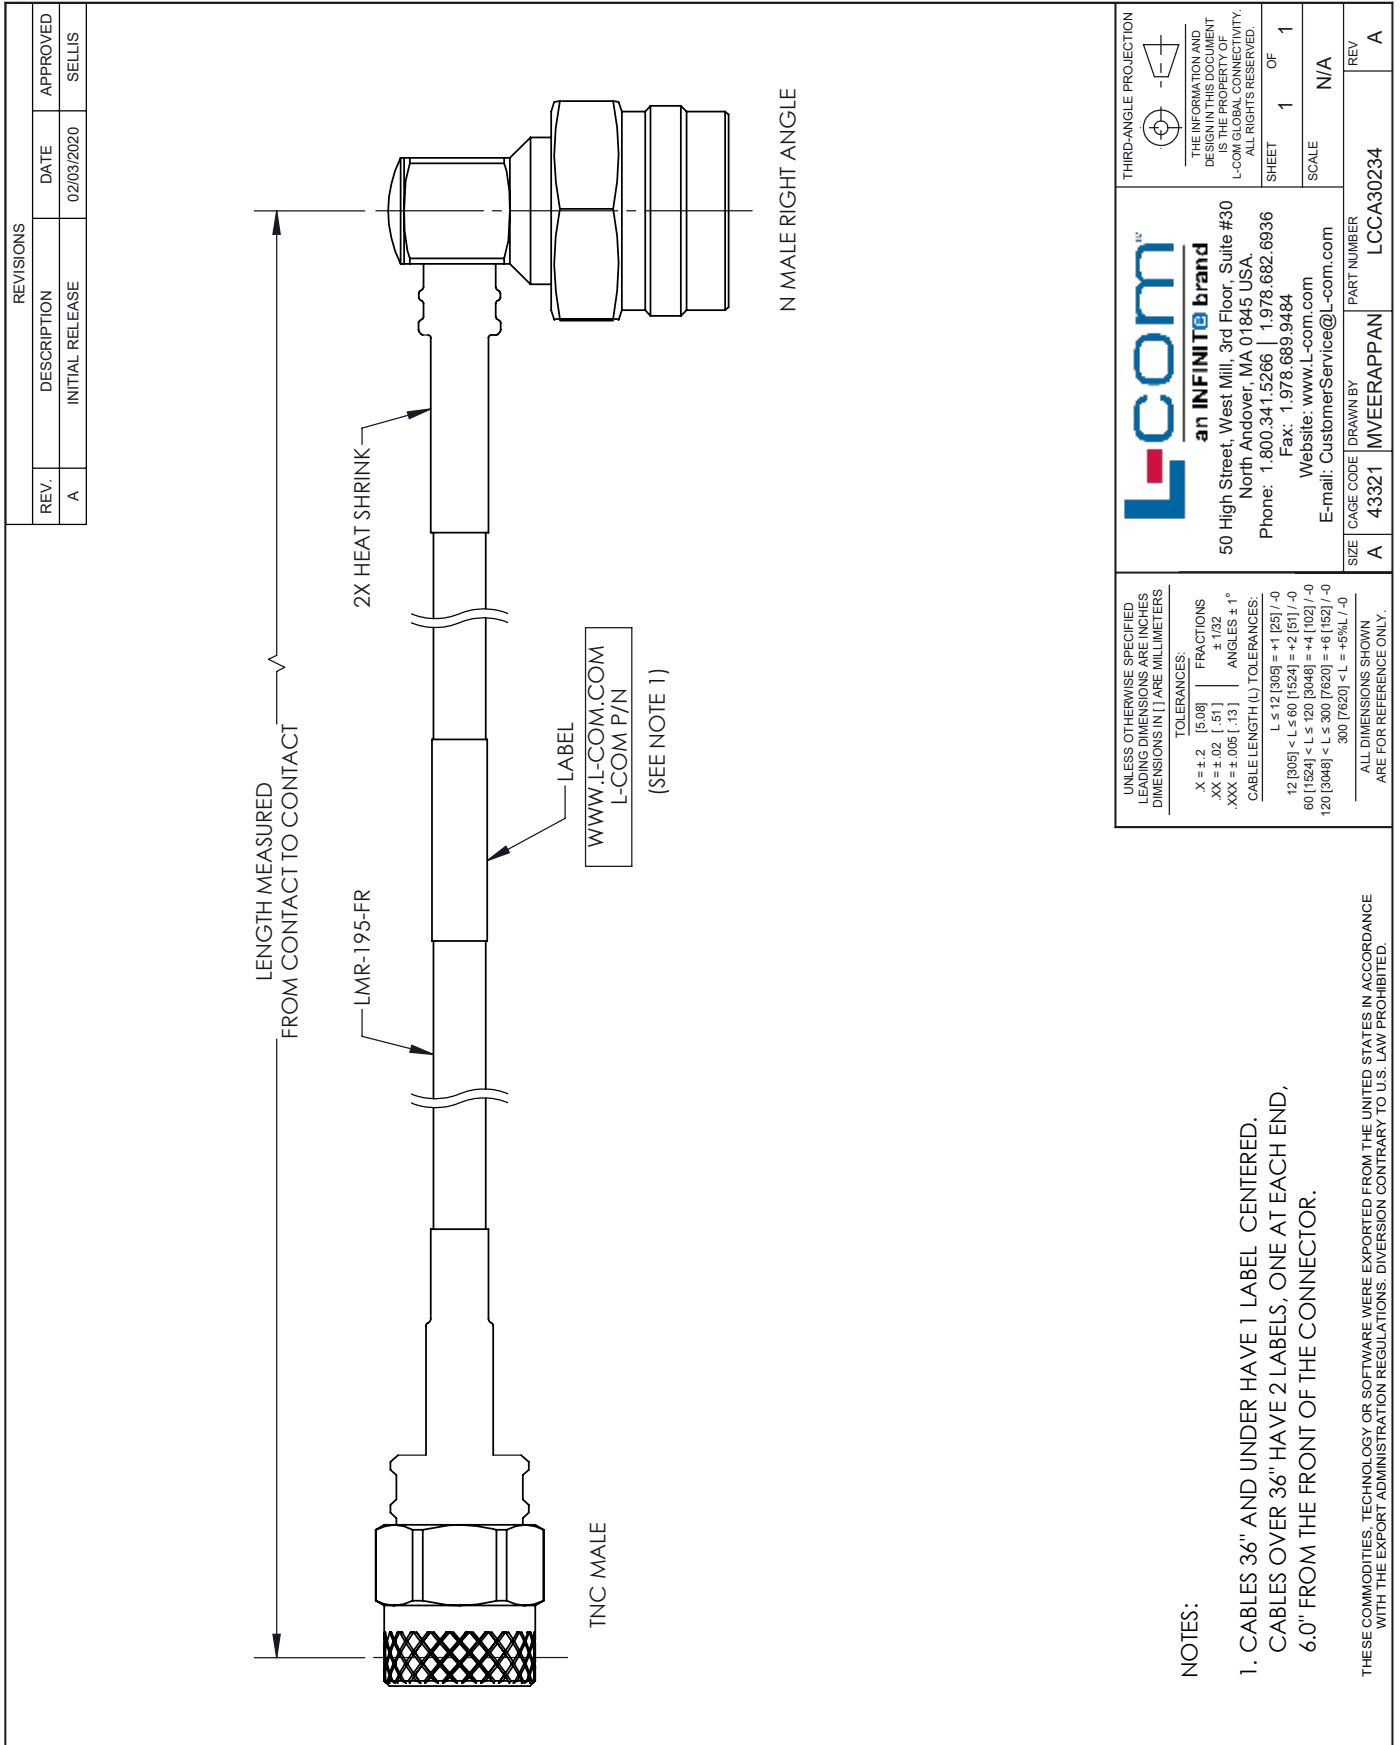 REVISIONS
REV. DESCRIPTION DATE APPROVED
A INITIAL RELEASE 02/03/2020 SELLIS
LENGTH MEASURED
FROM CONTACT TO CONTACT
LMR-195-FR
2X HEAT SHRINK
LABEL
WWW.L-COM.COM
L-COM P/N
(SEE NOTE 1)
TNC MALE
N MALE RIGHT ANGLE
NOTES:
1. CABLES 36" AND UNDER HAVE 1 LABEL CENTERED.
CABLES OVER 36" HAVE 2 LABELS, ONE AT EACH END,
6.0" FROM THE FRONT OF THE CONNECTOR.
THESE COMMODITIES, TECHNOLOGY OR SOFTWARE WERE EXPORTED FROM THE UNITED STATES IN ACCORDANCE
WITH THE EXPORT ADMINISTRATION REGULATIONS. DIVERSION CONTRARY TO U.S. LAW PROHIBITED.
UNLESS OTHERWISE SPECIFIED
LEADING DIMENSIONS ARE INCHES
DIMENSIONS IN [ ] ARE MILLIMETERS
TOLERANCES:
.X = ± .2 [5.08] FRACTIONS
.XX = ± .02 [ .51] ± 1/32
.XXX = ± .005 [ .13 ] ANGLES ± 1°
CABLE LENGTH (L) TOLERANCES:
L ≤ 12 [305] = +1 [25] / -0
12 [305] < L ≤ 60 [1524] = +2 [51] / -0
60 [1524] < L ≤ 120 [3048] = +4 [102] / -0
120 [3048] < L ≤ 300 [7620] = +6 [152] / -0
300 [7620] < L = +5%L / -0
ALL DIMENSIONS SHOWN
ARE FOR REFERENCE ONLY.
L-com
an INFINITe brand
50 High Street, West Mill, 3rd Floor, Suite #30
North Andover, MA 01845 USA.
Phone: 1.800.341.5266 | 1.978.682.6936
Fax: 1.978.689.9484
Website: www.L-com.com
E-mail: CustomerService@L-com.com
THIRD-ANGLE PROJECTION
THE INFORMATION AND
DESIGN IN THIS DOCUMENT
IS THE PROPERTY OF
L-COM GLOBAL CONNECTIVITY.
ALL RIGHTS RESERVED.
SHEET 1 OF 1
SCALE N/A
SIZE A
CAGE CODE 43321
DRAWN BY MVEERAPPAN
PART NUMBER LCCA30234
REV A